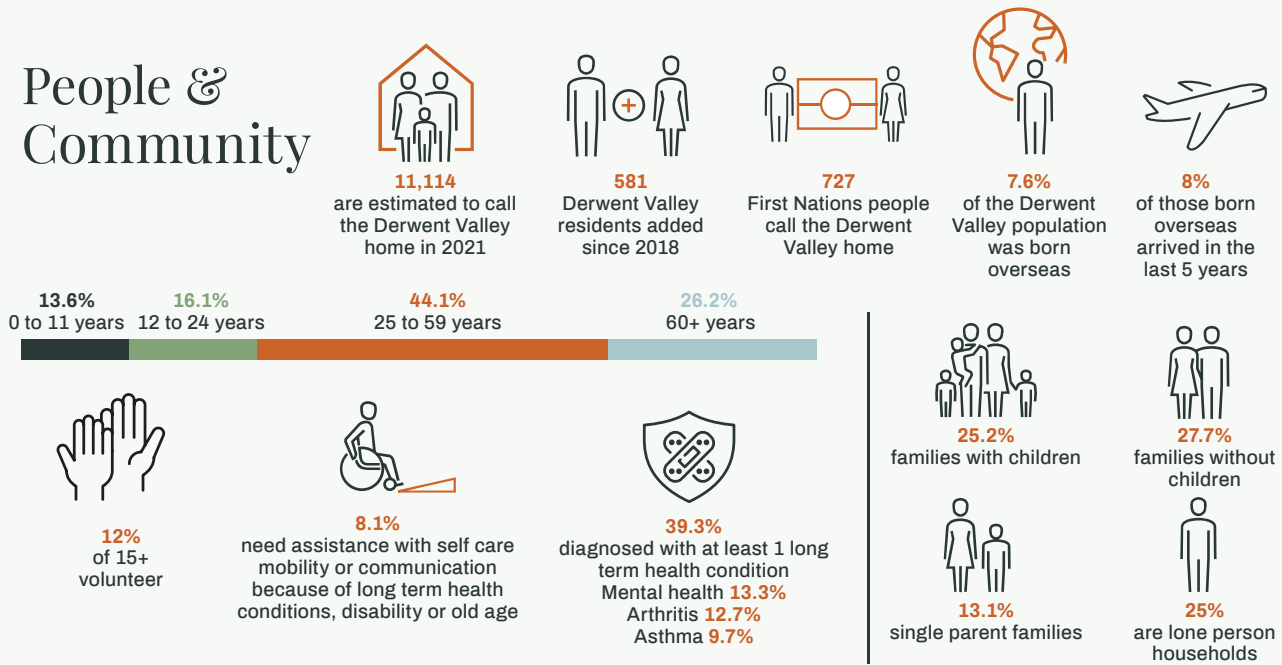 People &
Community
11,114
are estimated to call
the Derwent Valley
home in 2021
581
Derwent Valley
residents added
since 2018
727
First Nations people
call the Derwent
Valley home
7.6%
of the Derwent
Valley population
was born
overseas
8%
of those born
overseas
arrived in the
last 5 years
13.6%
0 to 11 years
16.1%
12 to 24 years
44.1%
25 to 59 years
26.2%
60+ years
12%
of 15+
volunteer
8.1%
need assistance with self care
mobility or communication
because of long term health
conditions, disability or old age
39.3%
diagnosed with at least 1 long
term health condition
Mental health 13.3%
Arthritis 12.7%
Asthma 9.7%
25.2%
families with children
27.7%
families without
children
13.1%
single parent families
25%
are lone person
households